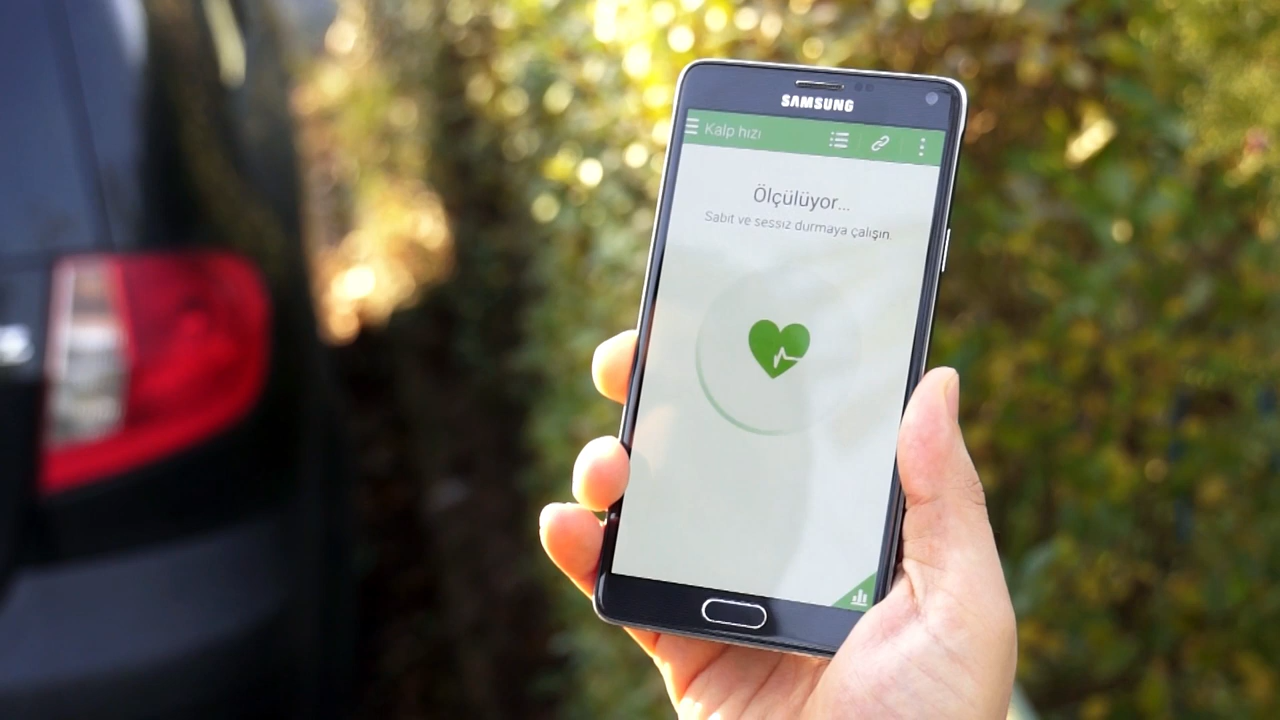 SAMSUNG
Kalp hızı
Ölçülüyor...
Sabit ve sessiz durmaya çalışın.